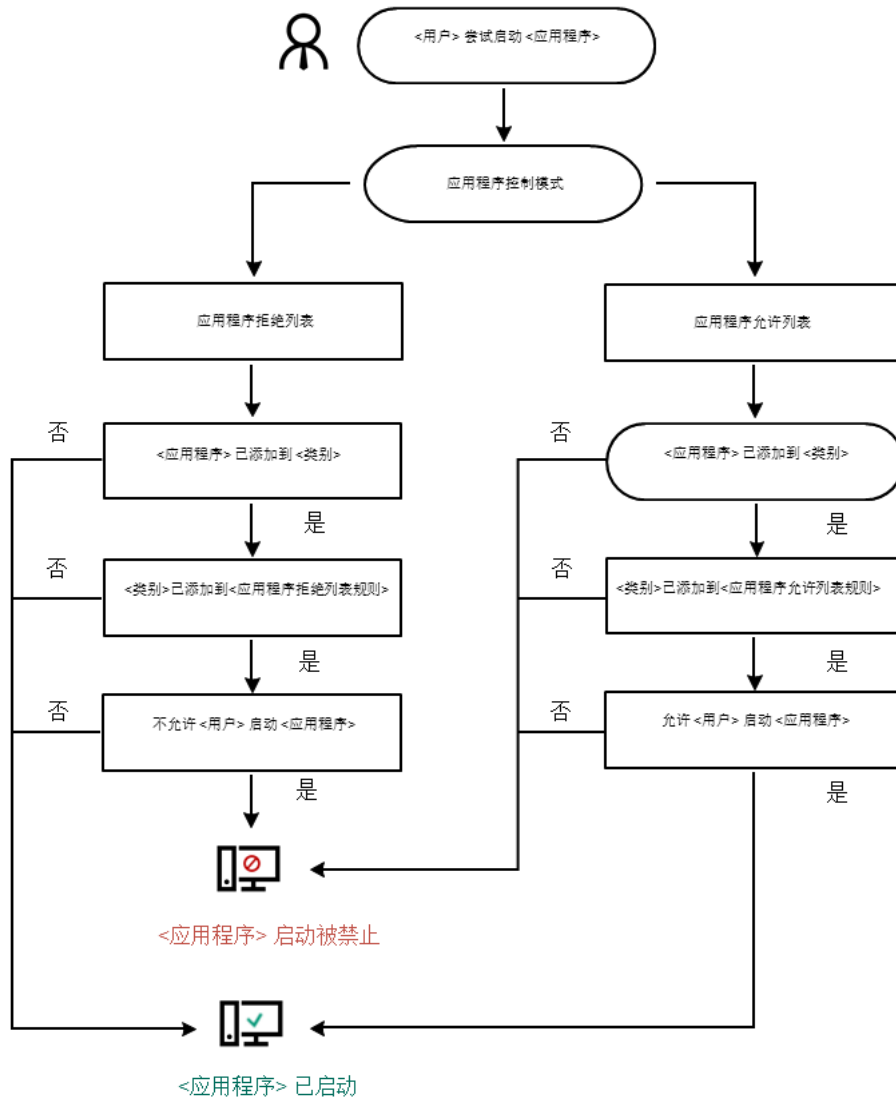 <用户> 尝试启动 <应用程序>
应用程序控制模式
应用程序拒绝列表
应用程序允许列表
否
<应用程序> 已添加到 <类别>
否
<应用程序> 已添加到 <类别>
是
是
否
<类别>已添加到<应用程序拒绝列表规则>
否
<类别>已添加到<应用程序允许列表规则>
是
是
否
不允许 <用户> 启动 <应用程序>
否
允许 <用户> 启动 <应用程序>
是
是
<应用程序> 启动被禁止
<应用程序> 已启动